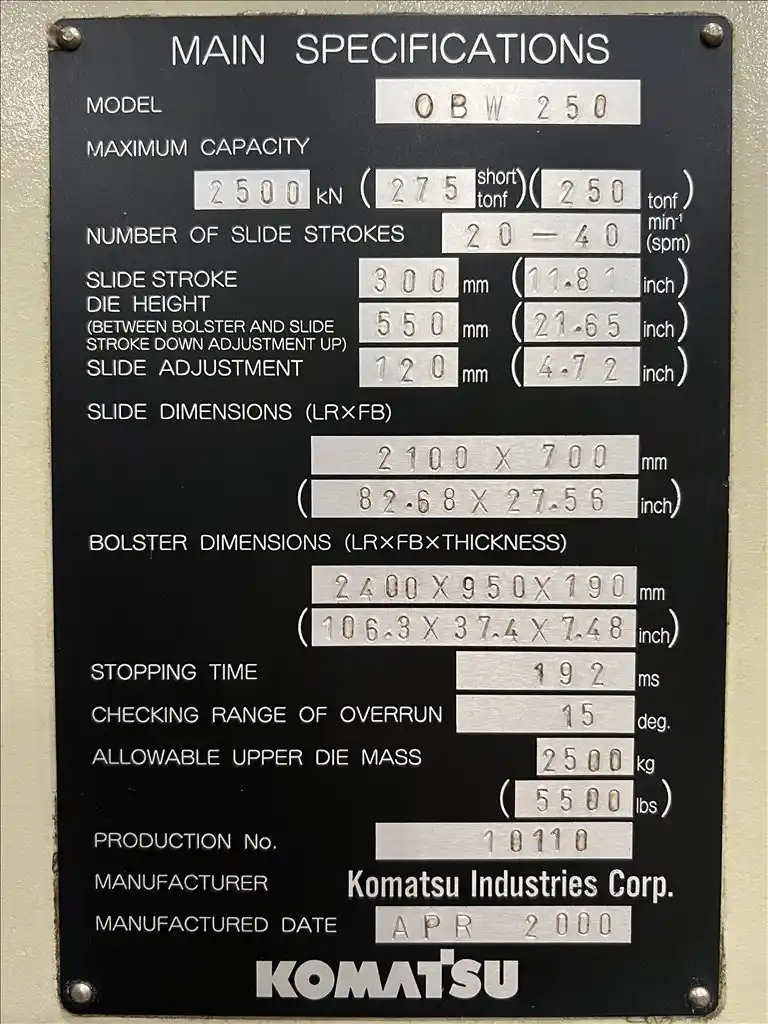 MAIN SPECIFICATIONS
MODEL OBW 250
MAXIMUM CAPACITY
2500 kN (275 short tonf)(250 tonf)
NUMBER OF SLIDE STROKES 20-40 min⁻¹ (spm)
SLIDE STROKE 300 mm (11.81 inch)
DIE HEIGHT
(BETWEEN BOLSTER AND SLIDE
STROKE DOWN ADJUSTMENT UP) 550 mm (21.65 inch)
SLIDE ADJUSTMENT 120 mm (4.72 inch)
SLIDE DIMENSIONS (LR×FB)
2100 X 700 mm
(82.68 X 27.56 inch)
BOLSTER DIMENSIONS (LR×FB×THICKNESS)
2400X950X190 mm
(106.3 X 37.4 X 7.48 inch)
STOPPING TIME 192 ms
CHECKING RANGE OF OVERRUN 15 deg.
ALLOWABLE UPPER DIE MASS 2500 kg
(5500 lbs)
PRODUCTION No. 10110
MANUFACTURER Komatsu Industries Corp.
MANUFACTURED DATE APR 2000
KOMATSU